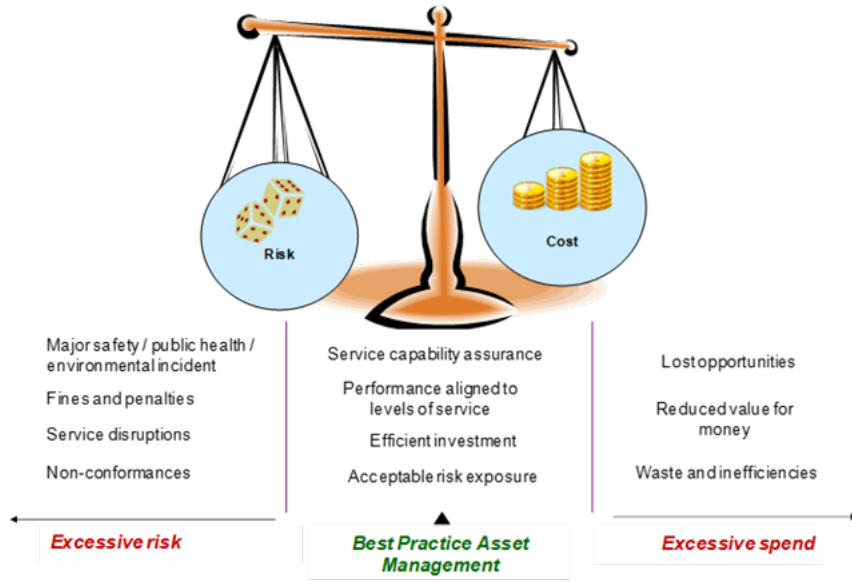 Risk
Cost
Major safety / public health /
environmental incident
Fines and penalties
Service disruptions
Non-conformances
Service capability assurance
Performance aligned to
levels of service
Efficient investment
Acceptable risk exposure
Lost opportunities
Reduced value for
money
Waste and inefficiencies
Excessive risk
Best Practice Asset
Management
Excessive spend